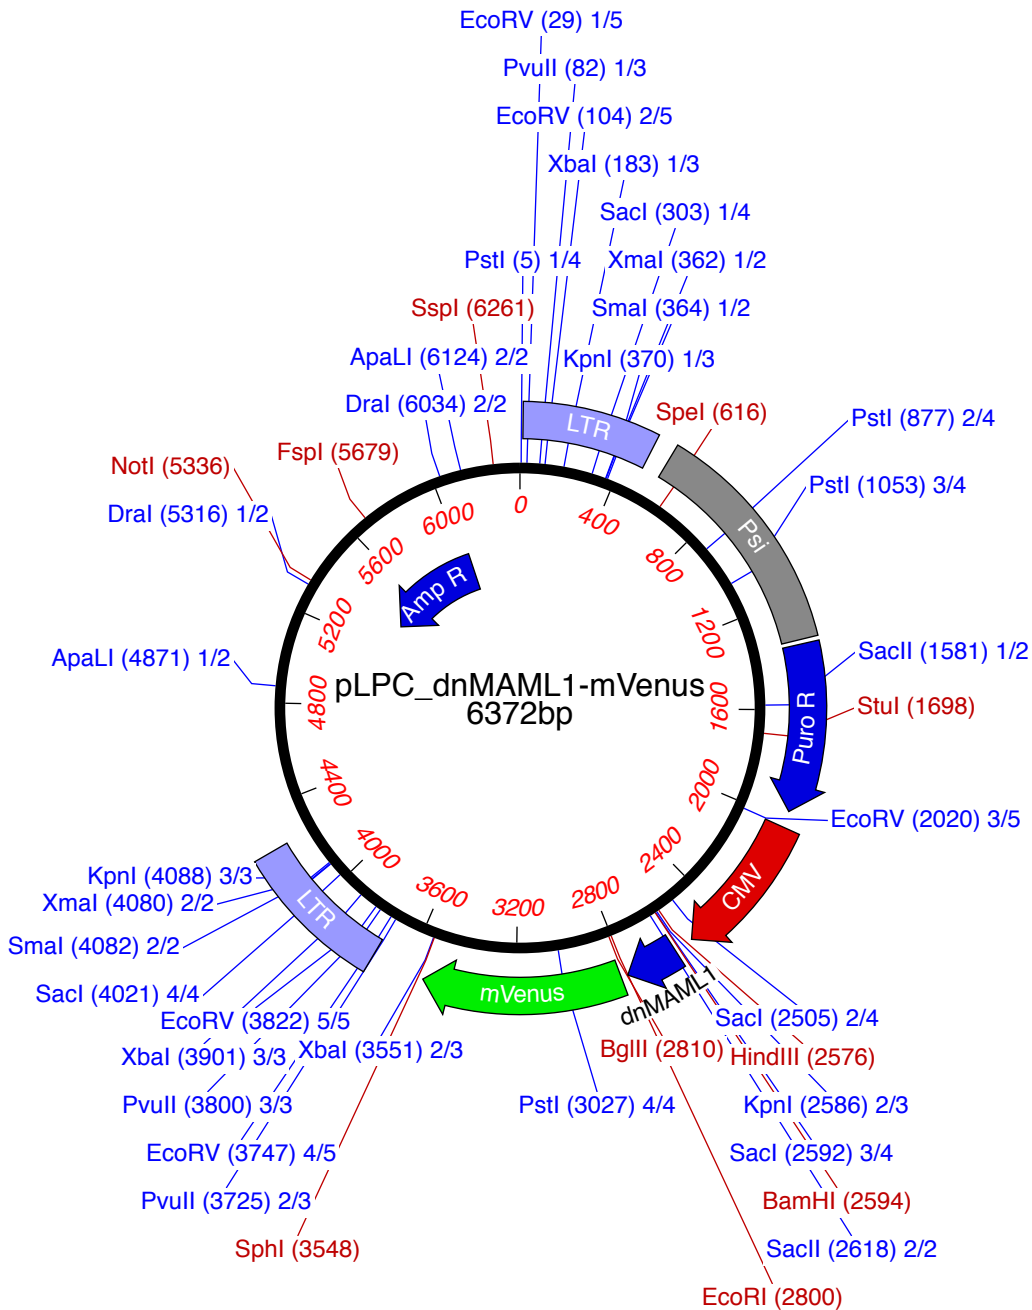 EcoRV (29) 1/5
PvuII (82) 1/3
EcoRV (104) 2/5
XbaI (183) 1/3
SacI (303) 1/4
PstI (5) 1/4
XmaI (362) 1/2
SspI (6261)
SmaI (364) 1/2
ApaLI (6124) 2/2
KpnI (370) 1/3
DraI (6034) 2/2
LTR
SpeI (616)
PstI (877) 2/4
FspI (5679)
NotI (5336)
PstI (1053) 3/4
DraI (5316) 1/2
0
400
6000
Psi
5600
800
Amp R
5200
1200
SacII (1581) 1/2
ApaLI (4871) 1/2
pLPC_dnMAML1-mVenus
6372bp
4800
1600
StuI (1698)
Puro R
4400
2000
EcoRV (2020) 3/5
4000
2400
KpnI (4088) 3/3
CMV
XmaI (4080) 2/2
3600
2800
3200
LTR
SmaI (4082) 2/2
mVenus
dnMAML1
SacI (4021) 4/4
EcoRV (3822) 5/5
SacI (2505) 2/4
XbaI (3901) 3/3
XbaI (3551) 2/3
BglII (2810)
HindIII (2576)
PvuII (3800) 3/3
PstI (3027) 4/4
KpnI (2586) 2/3
EcoRV (3747) 4/5
SacI (2592) 3/4
PvuII (3725) 2/3
BamHI (2594)
SphI (3548)
SacII (2618) 2/2
EcoRI (2800)